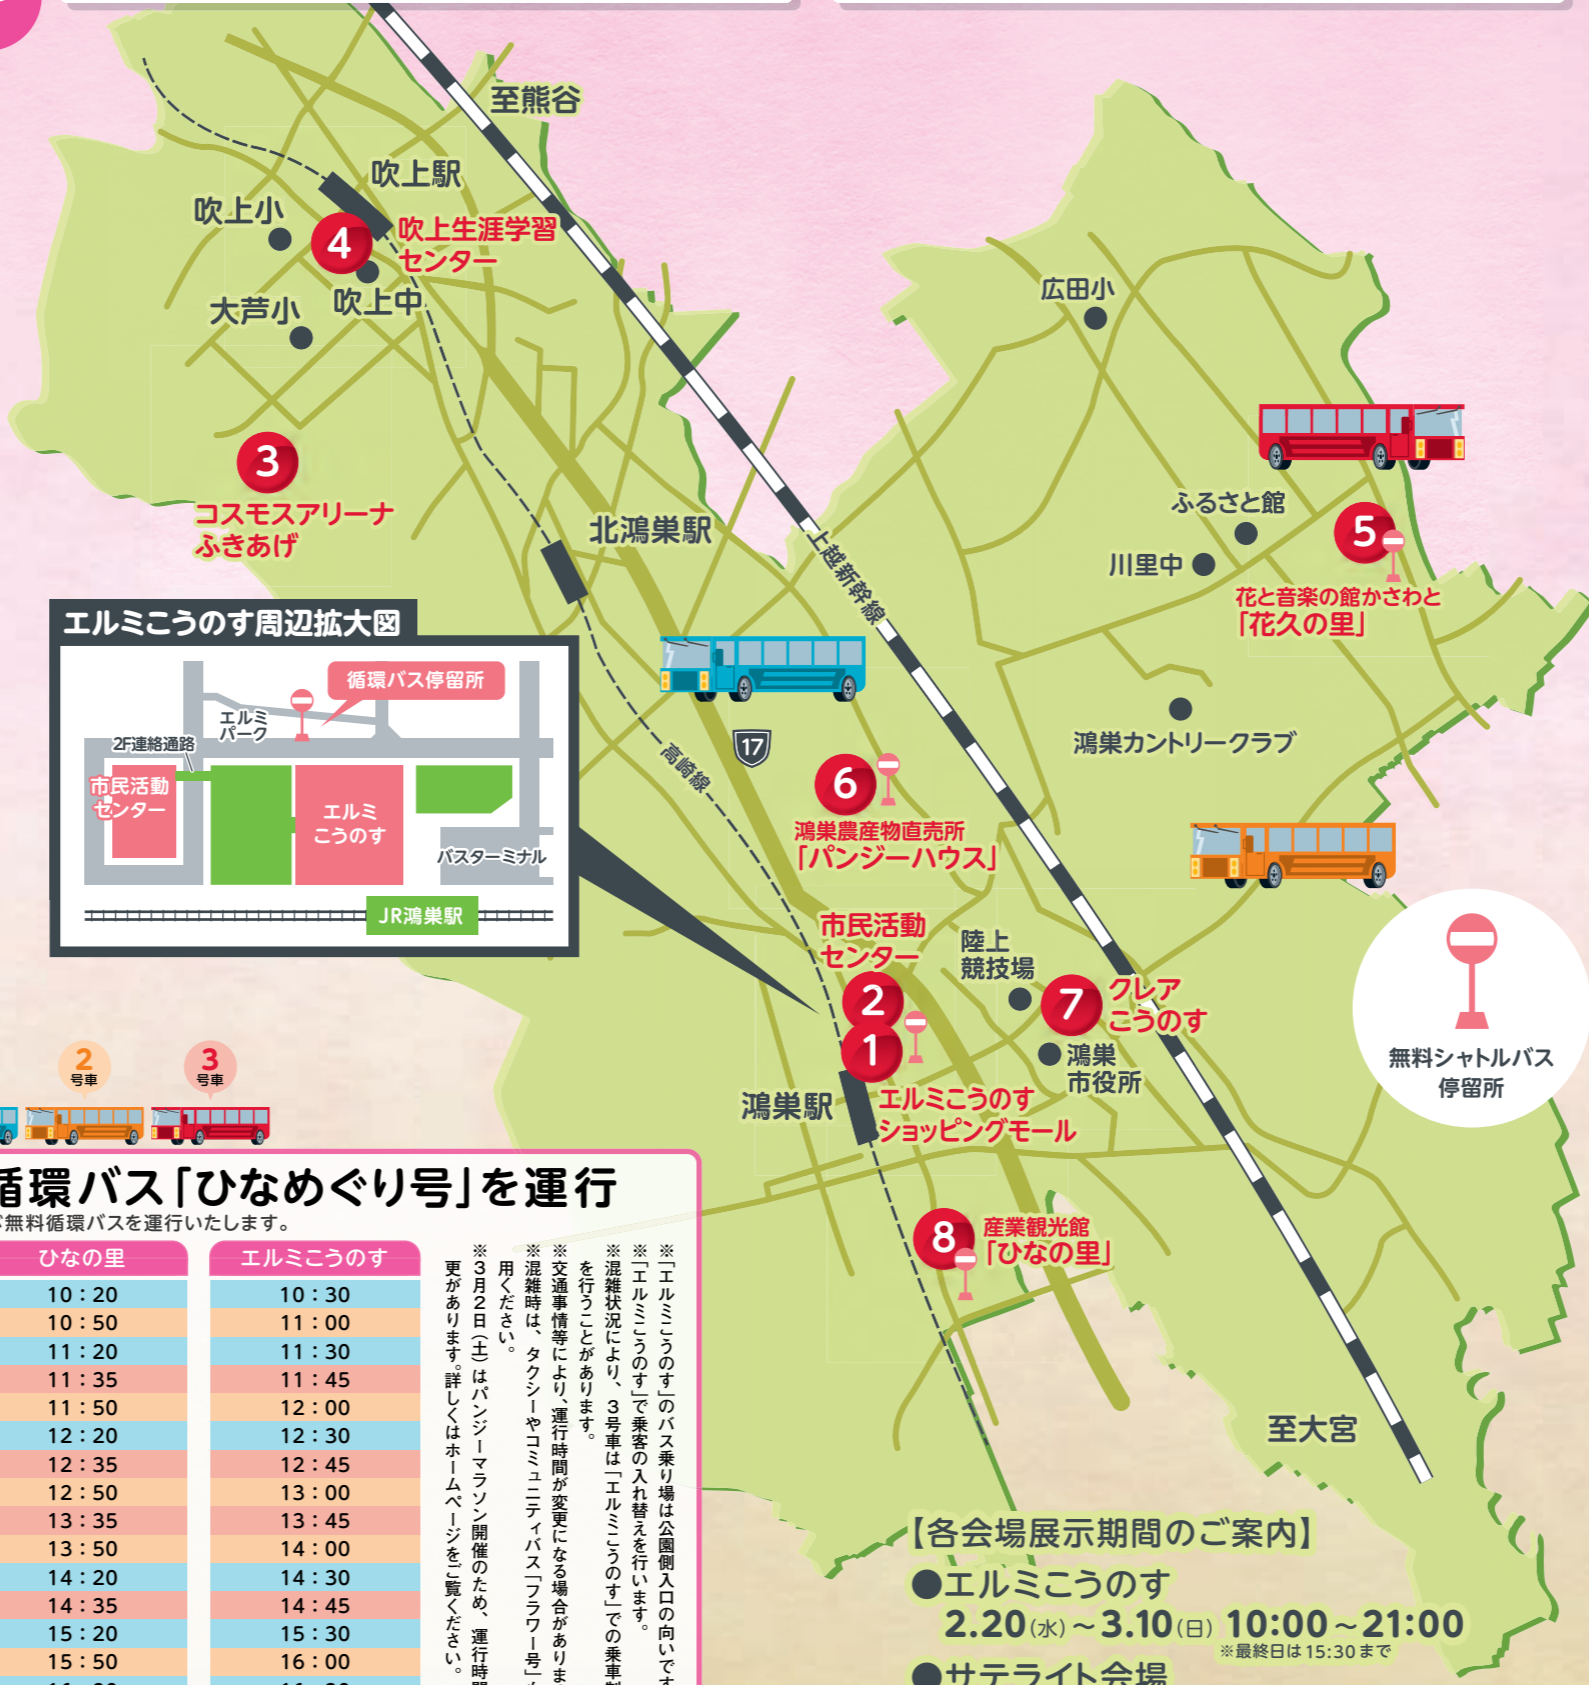 至熊谷
吹上駅
吹上小
4
吹上生涯学習
センター
吹上中
大芦小
3
コスモスアリーナ
ふきあげ
北鴻巣駅
上越新幹線
広田小
ふるさと館
川里中
5
花と音楽の館かさわと
「花久の里」
鴻巣カントリークラブ
エルミこうのす周辺拡大図
循環バス停留所
エルミ
パーク
2F連絡通路
市民活動
センター
エルミ
こうのす
バスターミナル
JR鴻巣駅
高崎線
17
6
鴻巣農産物直売所
「パンジーハウス」
市民活動
センター
2
1
陸上
競技場
7
クレア
こうのす
鴻巣
市役所
鴻巣駅
エルミこうのす
ショッピングモール
8
産業観光館
「ひなの里」
無料シャトルバス
停留所
至大宮
2
号車
3
号車
循環バス「ひなめぐり号」を運行
無料循環バスを運行いたします。
ひなの里 エルミこうのす
10:20 10:30
10:50 11:00
11:20 11:30
11:35 11:45
11:50 12:00
12:20 12:30
12:35 12:45
12:50 13:00
13:35 13:45
13:50 14:00
14:20 14:30
14:35 14:45
15:20 15:30
15:50 16:00
※「エルミこうのす」のバス乗り場は公園側入口の向いです
※「エルミこうのす」で乗客の入れ替えを行います。
※混雑状況により、3号車は「エルミこうのす」での乗車制
を行うことがあります。
※交通事情等により、運行時間が変更になる場合がありま
※混雑時は、タクシーやコミュニティバス「フラワー号」
用ください。
※3月2日(土)はパンジーマラソン開催のため、運行時間
更があります。詳しくはホームページをご覧ください。
【各会場展示期間のご案内】
●エルミこうのす
2.20(水)~3.10(日) 10:00~21:00
※最終日は15:30まで
●サテライト会場